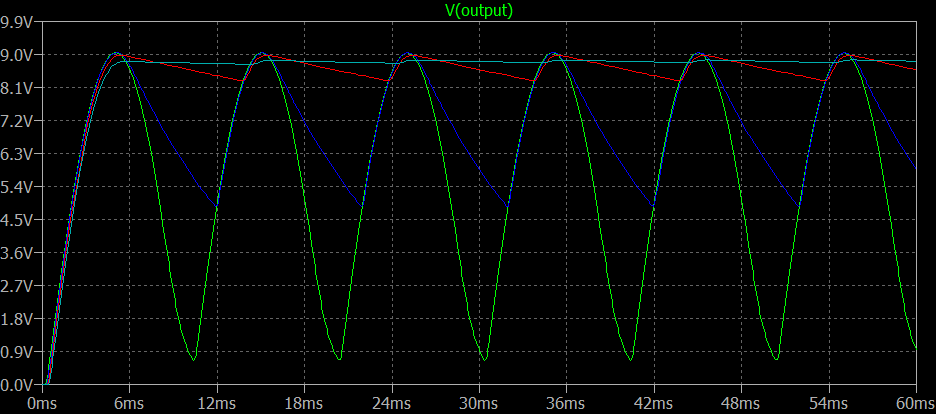 V(output)
9.9V
9.0V
8.1V
7.2V
6.3V
5.4V
4.5V
3.6V
2.7V
1.8V
0.9V
0.0V
0ms 6ms 12ms 18ms 24ms 30ms 36ms 42ms 48ms 54ms 60ms